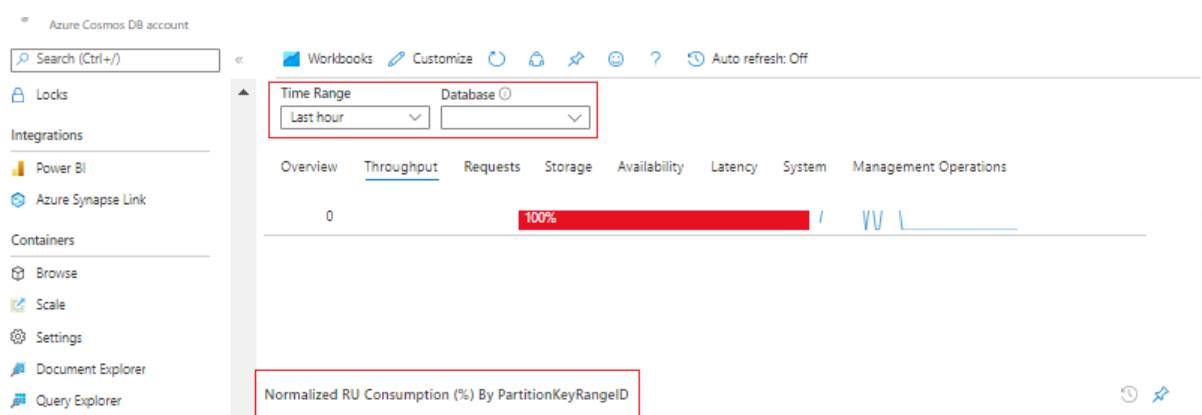 Azure Cosmos DB account
Search (Ctrl+/)
«
Workbooks Customize ? Auto refresh: Off
Locks
Integrations
Power BI
Azure Synapse Link
Containers
Browse
Scale
Settings
Document Explorer
Query Explorer
Time Range Database
Last hour
Overview Throughput Requests Storage Availability Latency System Management Operations
0 100%
Normalized RU Consumption (%) By PartitionKeyRangeID